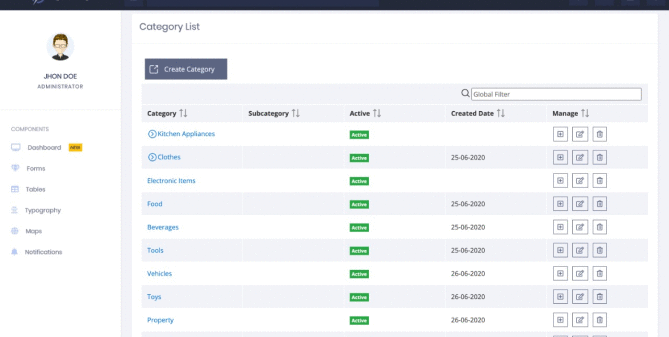 Category List
JHON DOE
ADMINISTRATOR
Create Category
Global Filter
Category Subcategory Active Created Date Manage
COMPONENTS
Dashboard NEW
Forms
Tables
Typography
Maps
Notifications
Kitchen Appliances Active
Clothes Active 25-06-2020
Electronic Items Active
Food Active 25-06-2020
Beverages Active 25-06-2020
Tools Active 25-06-2020
Vehicles Active 26-06-2020
Toys Active 26-06-2020
Property Active 26-06-2020